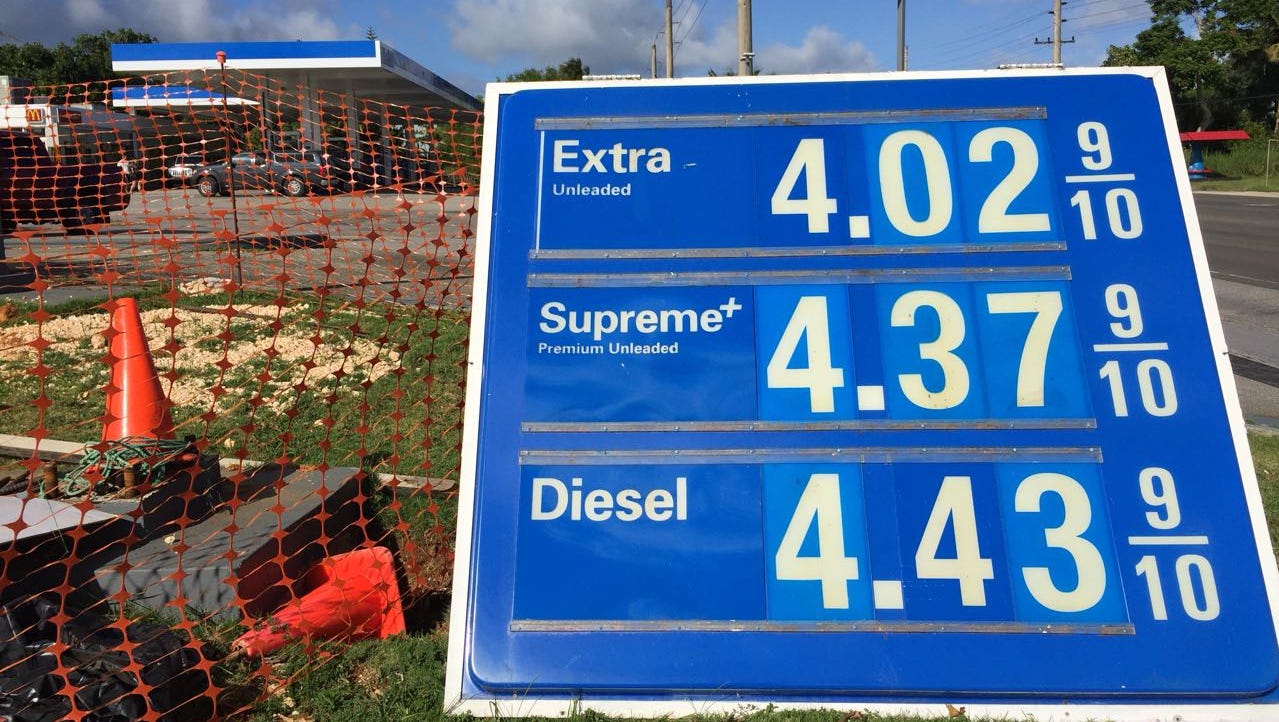 Extra
Unleaded
4.02 9/10
Supreme+
Premium Unleaded
4.37 9/10
Diesel
4.43 9/10